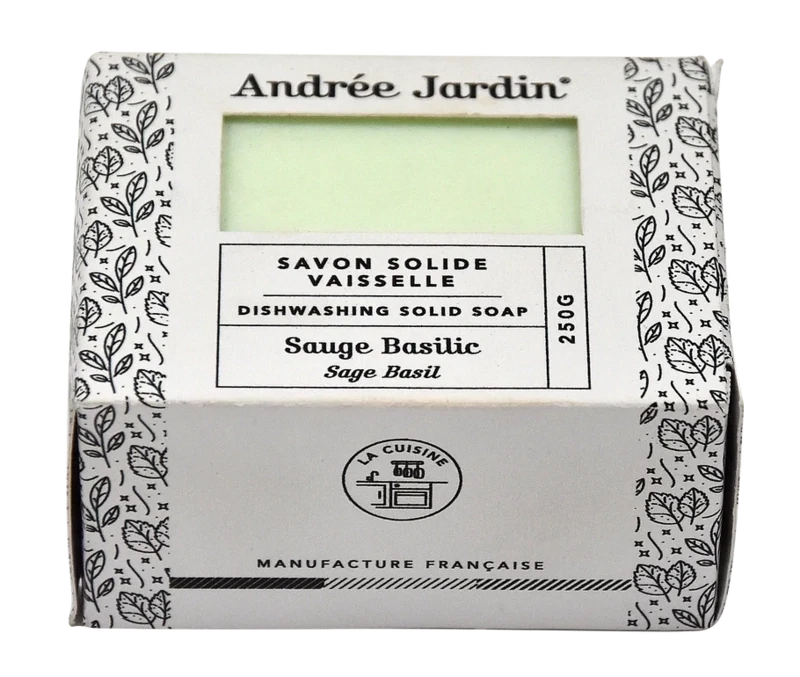 Andrée Jardin®
SAVON SOLIDE
VAISSELLE
DISHWASHING SOLID SOAP
250G
Sauge Basilic
Sage Basil
LA CUISINE
MANUFACTURE FRANÇAISE